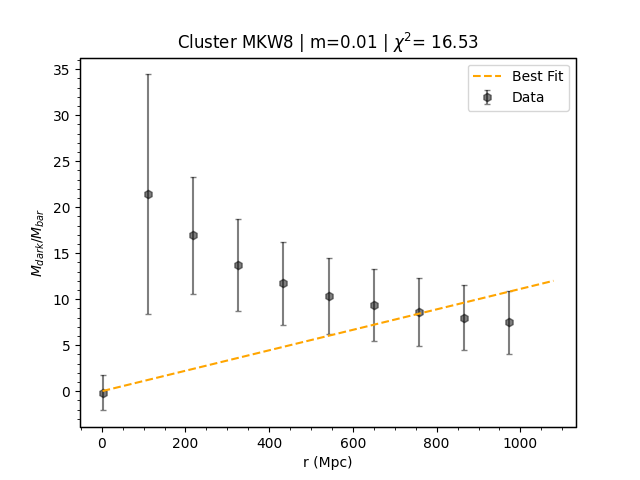 Cluster MKW8 | m=0.01 | χ²= 16.53
Best Fit
Data
35
30
25
20
15
10
5
0
M_dark/M_bar
0 200 400 600 800 1000
r (Mpc)